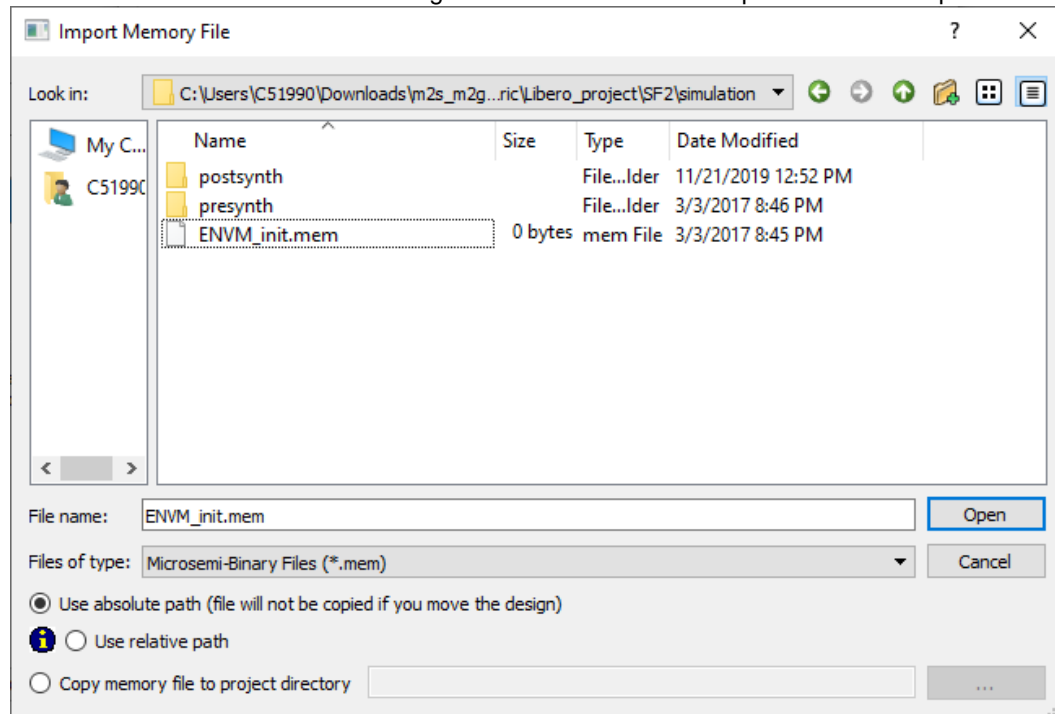 Import Memory File ? ×
Look in: C:\Users\C51990\Downloads\m2s_m2g...ric\Libero_project\SF2\simulation
My C...
C51990
Name Size Type Date Modified
postsynth File...lder 11/21/2019 12:52 PM
presynth File...lder 3/3/2017 8:46 PM
ENVM_init.mem 0 bytes mem File 3/3/2017 8:45 PM
File name: ENVM_init.mem Open
Files of type: Microsemi-Binary Files (*.mem) Cancel
Use absolute path (file will not be copied if you move the design)
Use relative path
Copy memory file to project directory ...